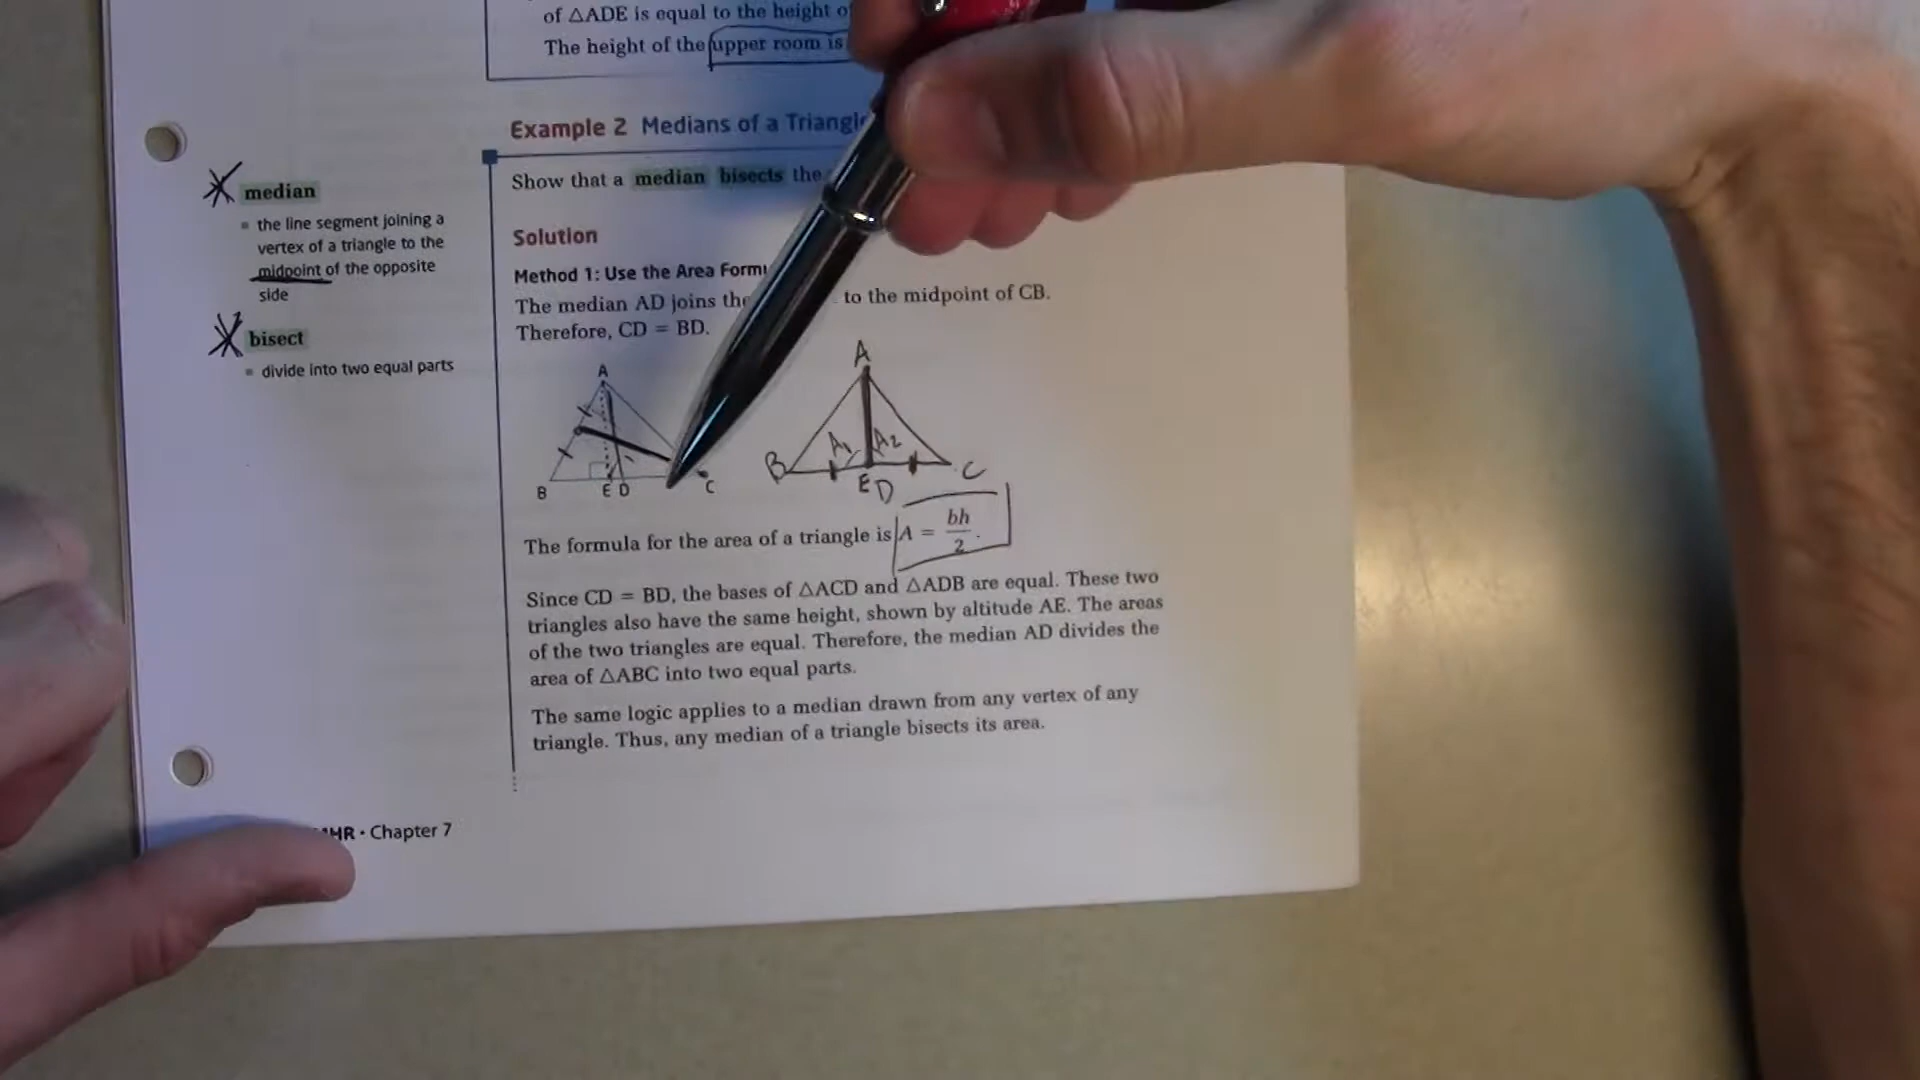 of △ADE is equal to the height o
The height of the upper room is
Example 2 Medians of a Triangle
Show that a median bisects the
median
the line segment joining a
vertex of a triangle to the
midpoint of the opposite
side
bisect
divide into two equal parts
Solution
Method 1: Use the Area Formu
The median AD joins the to the midpoint of CB.
Therefore, CD = BD.
A
B
E D
C
A
B
A1
A2
C
E D
The formula for the area of a triangle is A = bh/2.
Since CD = BD, the bases of △ACD and △ADB are equal. These two
triangles also have the same height, shown by altitude AE. The areas
of the two triangles are equal. Therefore, the median AD divides the
area of △ABC into two equal parts.
The same logic applies to a median drawn from any vertex of any
triangle. Thus, any median of a triangle bisects its area.
MHR • Chapter 7